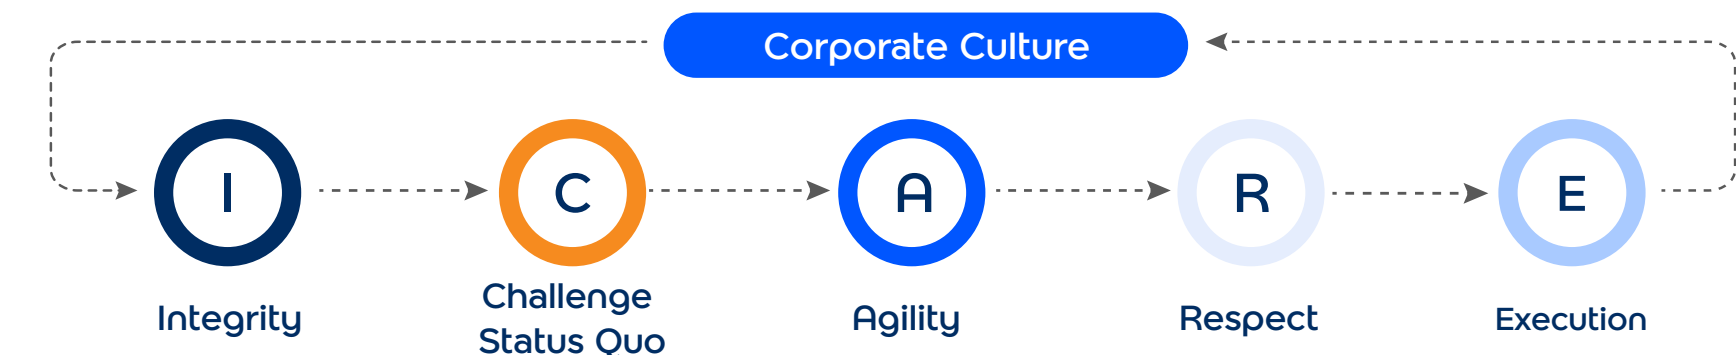 Corporate Culture
I
C
A
R
E
Integrity
Challenge
Status Quo
Agility
Respect
Execution